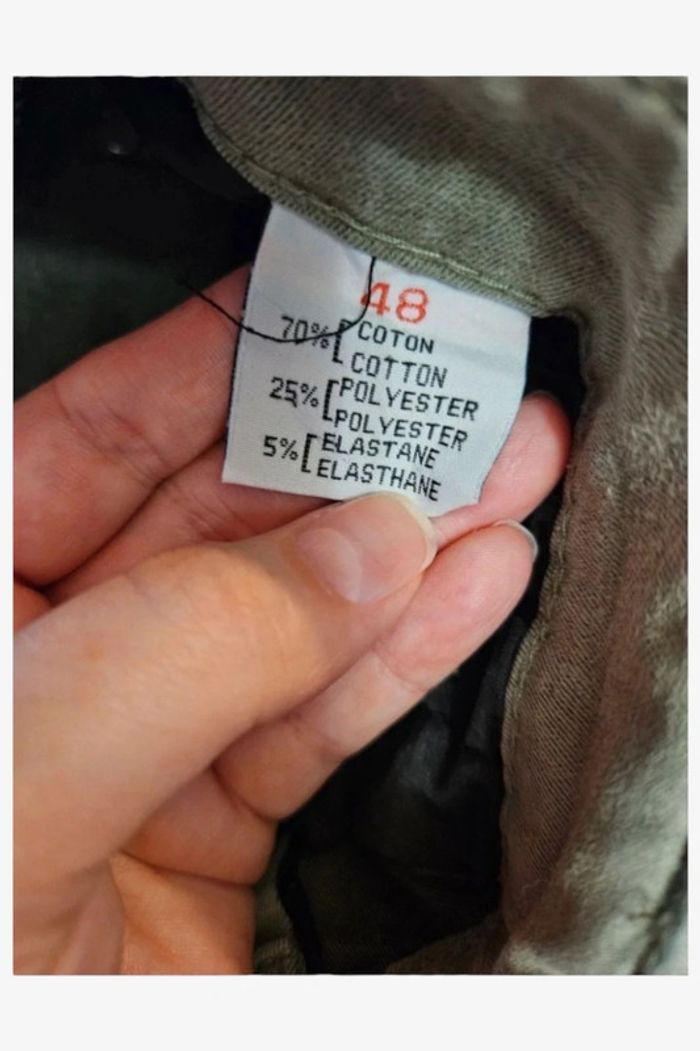 48
70% [ COTON
COTTON
25% [ POLYESTER
POLYESTER
5% [ ELASTANE
ELASTHANE